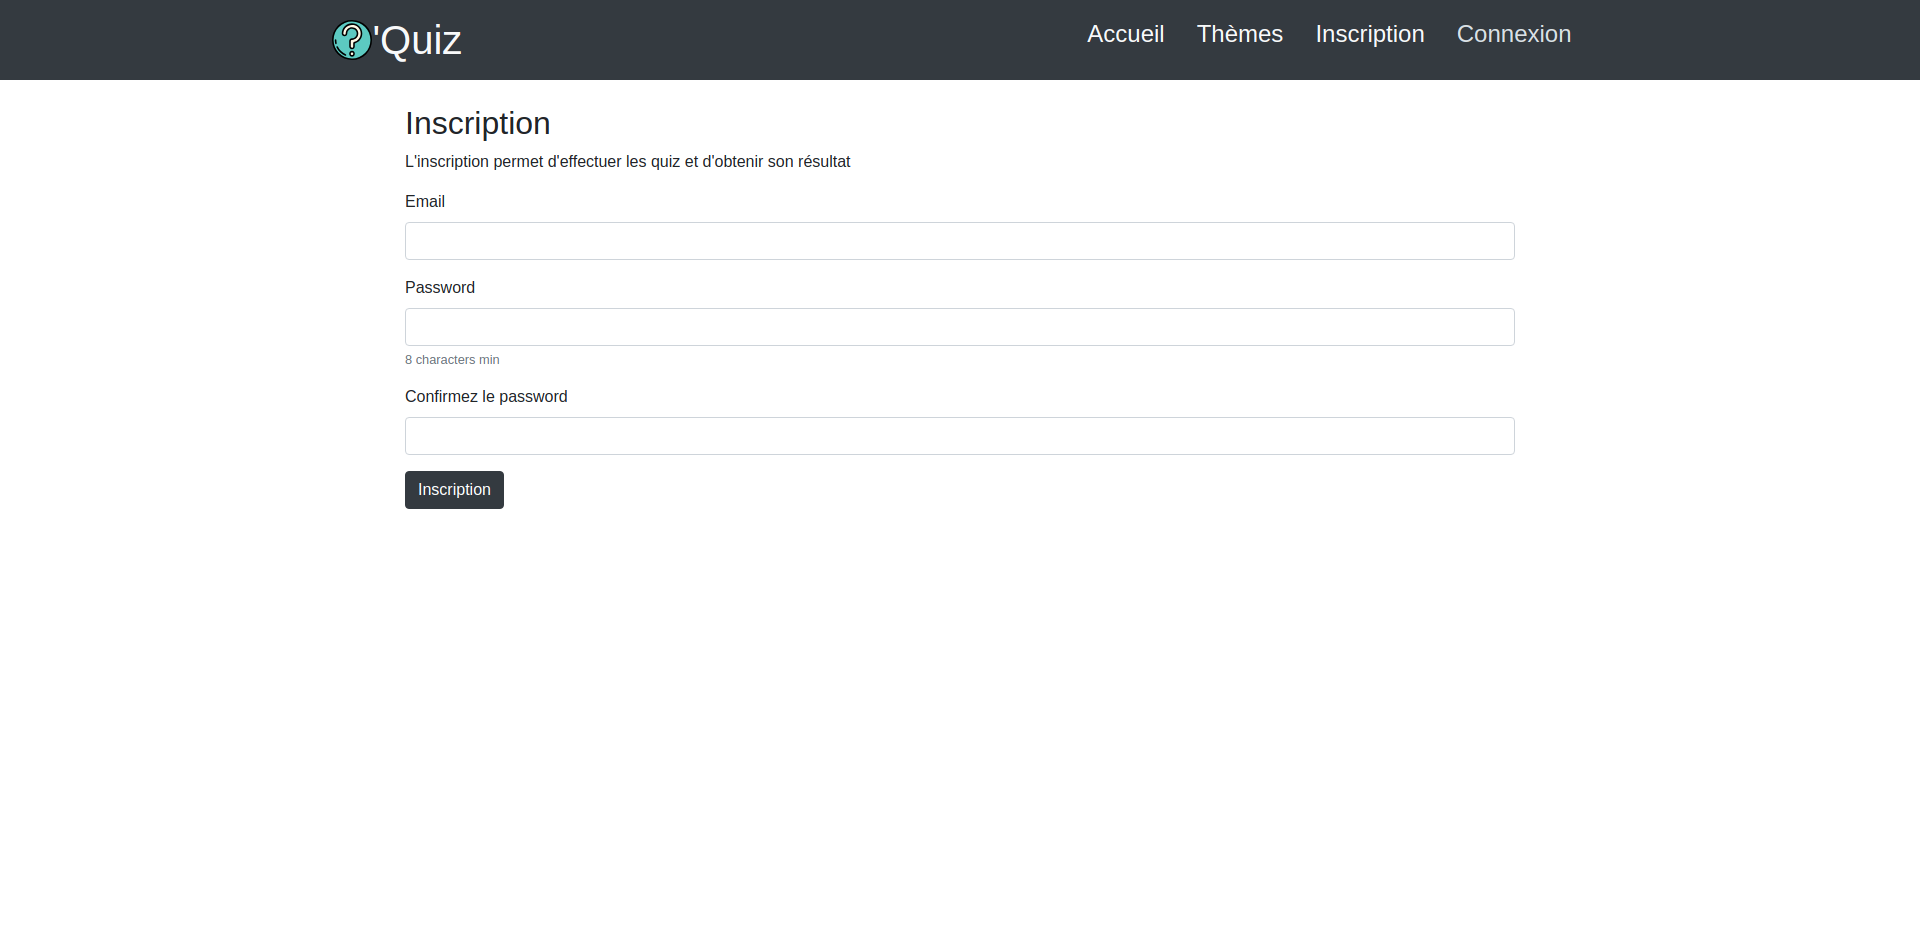 ?'Quiz
Accueil Thèmes Inscription Connexion
Inscription
L'inscription permet d'effectuer les quiz et d'obtenir son résultat
Email
Password
8 characters min
Confirmez le password
Inscription